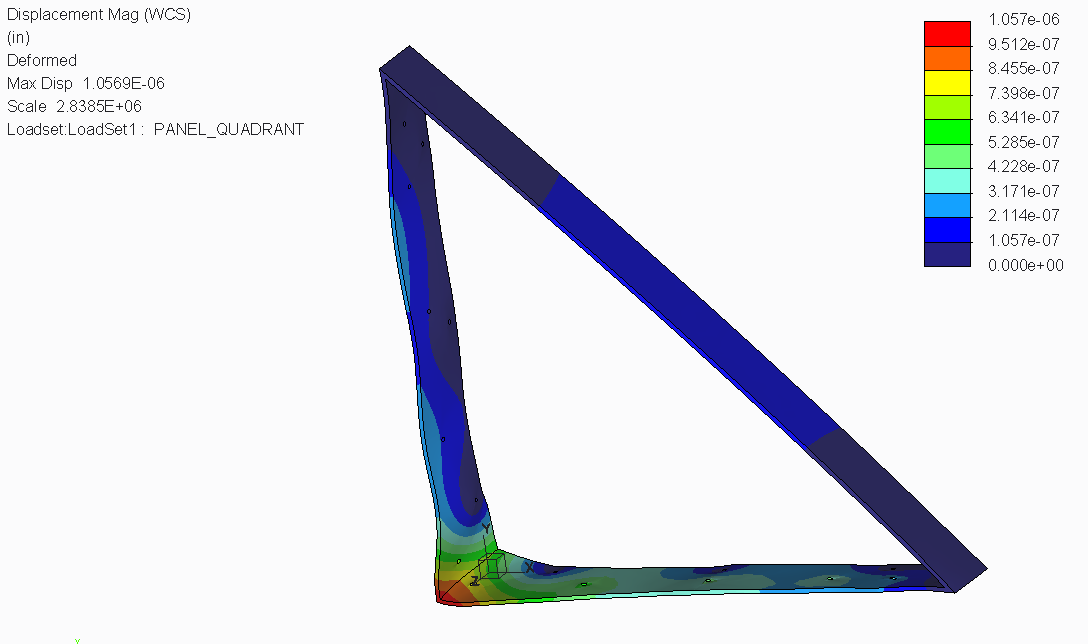 Displacement Mag (WCS)
(in)
Deformed
Max Disp 1.0569E-06
Scale 2.8385E+06
Loadset:LoadSet1 : PANEL_QUADRANT
1.057e-06
9.512e-07
8.455e-07
7.398e-07
6.341e-07
5.285e-07
4.228e-07
3.171e-07
2.114e-07
1.057e-07
0.000e+00
Y
X
Z
Y